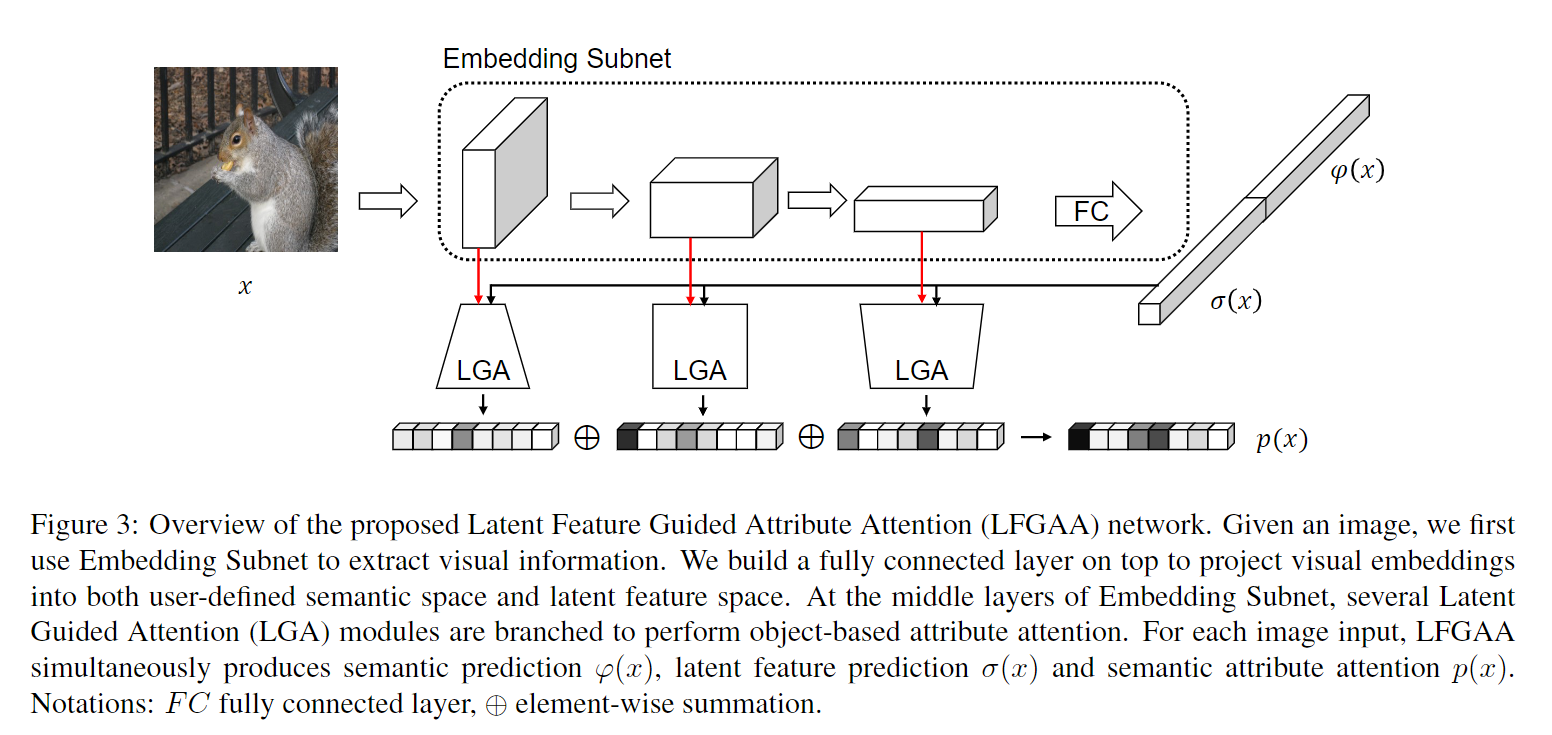 Embedding Subnet
φ(x)
FC
x
σ(x)
LGA
LGA
LGA
⊕
⊕
p(x)
Figure 3: Overview of the proposed Latent Feature Guided Attribute Attention (LFGAA) network. Given an image, we first
use Embedding Subnet to extract visual information. We build a fully connected layer on top to project visual embeddings
into both user-defined semantic space and latent feature space. At the middle layers of Embedding Subnet, several Latent
Guided Attention (LGA) modules are branched to perform object-based attribute attention. For each image input, LFGAA
simultaneously produces semantic prediction φ(x), latent feature prediction σ(x) and semantic attribute attention p(x).
Notations: FC fully connected layer, ⊕ element-wise summation.